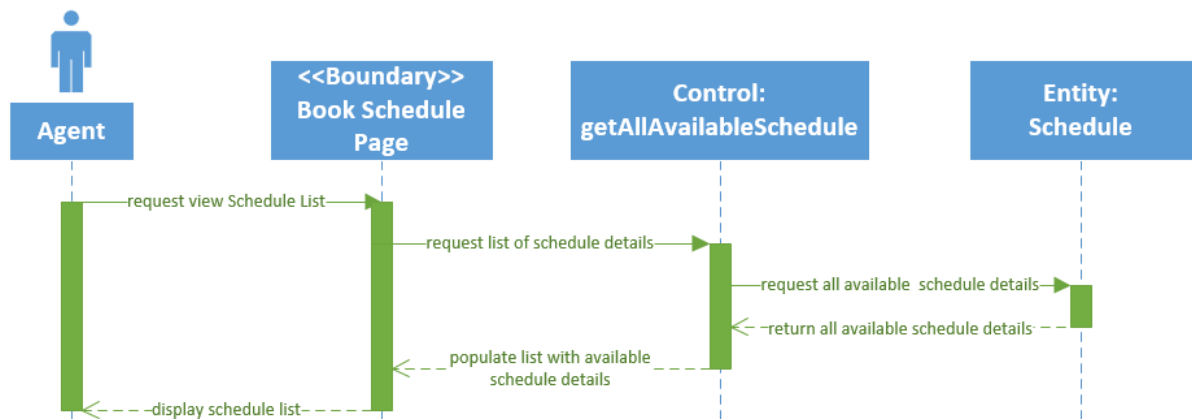 Agent
<<Boundary>>
Book Schedule
Page
Control:
getAllAvailableSchedule
Entity:
Schedule
request view Schedule List
request list of schedule details
request all available schedule details
return all available schedule details
populate list with available
schedule details
display schedule list